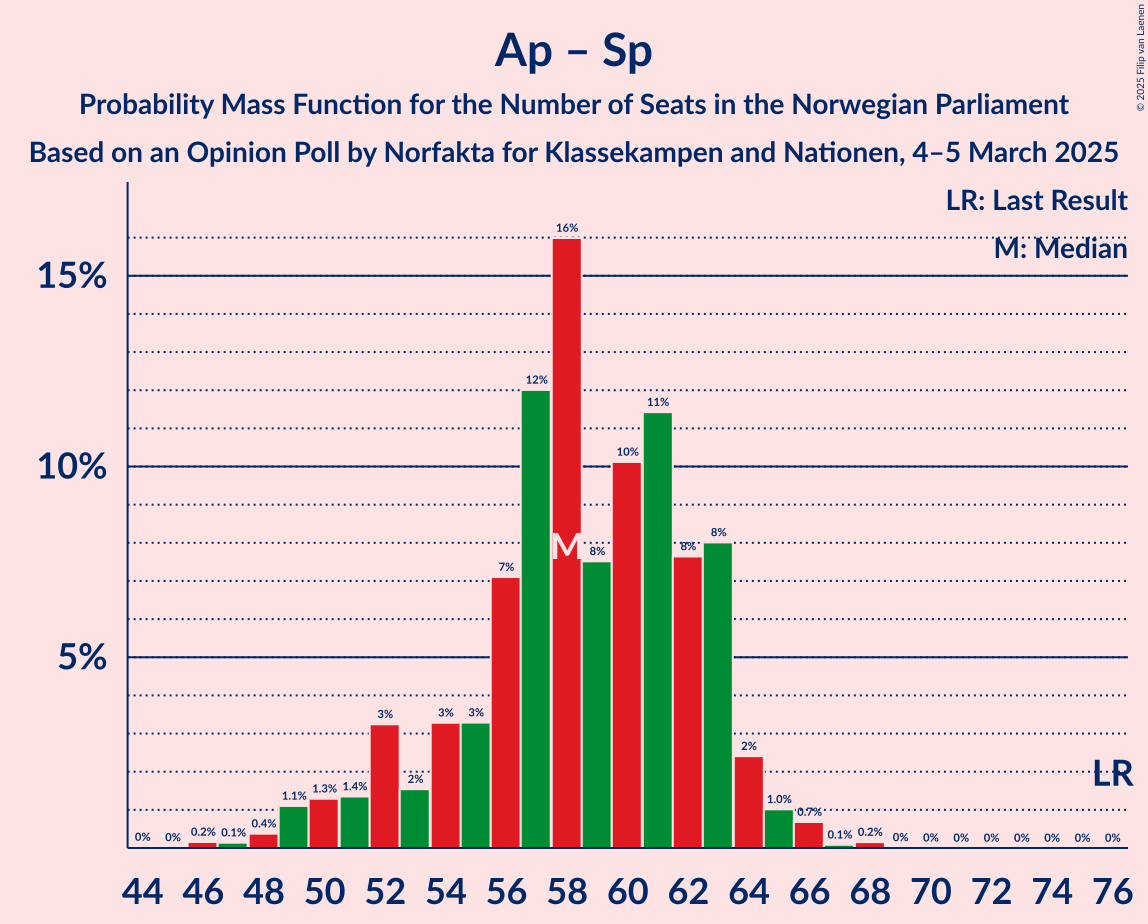 Ap – Sp
Probability Mass Function for the Number of Seats in the Norwegian Parliament
Based on an Opinion Poll by Norfakta for Klassekampen and Nationen, 4–5 March 2025
© 2025 Filip van Laenen
LR: Last Result
M: Median
15%
10%
5%
0% 0% 0.2% 0.1% 0.4% 1.1% 1.3% 1.4% 3% 2% 3% 3% 7% 12% 16% 8% 10% 11% 8% 8% 2% 1.0% 0.7% 0.1% 0.2% 0% 0% 0% 0% 0% 0% 0% 0%
M
LR
44 46 48 50 52 54 56 58 60 62 64 66 68 70 72 74 76